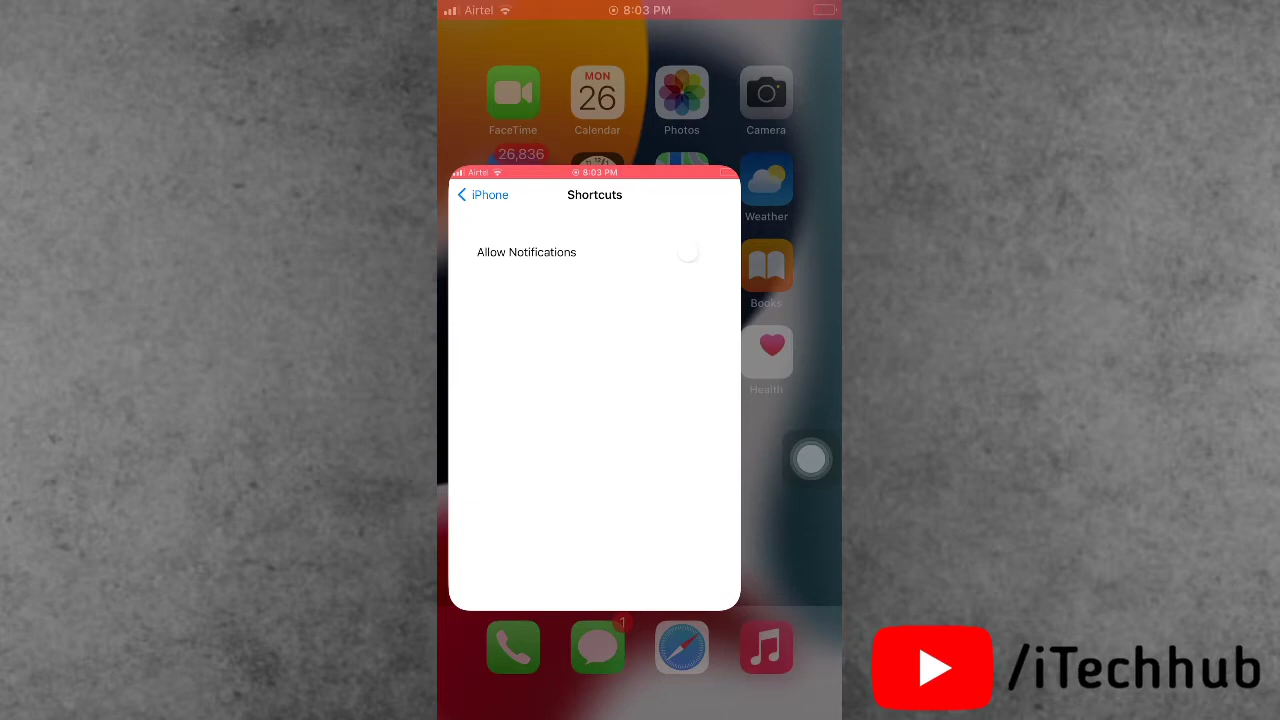 Airtel 8:03 PM
MON
26
FaceTime Calendar Photos Camera
26,836
12
Airtel 8:03 PM
iPhone Shortcuts
Weather
Allow Notifications
Books
Health
1
/iTechhub